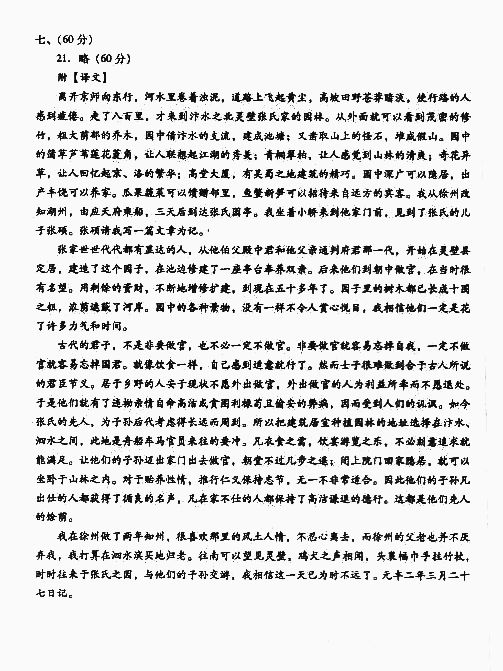 七、(60 分)
21. 略(60 分)
附【译文】
离开京师向东行，河水里卷着浊泥，道路上飞起黄尘，高坡田野苍莽暗淡，使行路的人
感到疲倦。走了八百里，才来到汴水之北灵璧张氏家的园林。从外面就可以看到茂密的修
竹，粗大荫郁的乔木，园中借汴水的支流，建成池塘；又凿取山上的怪石，堆成假山。园中
的蒲苇芦苇莲花菱角，让人联想起江湖的秀美；青桐翠柏，让人感觉到山林的清爽；奇花异
草，让人回忆起京、洛的繁华；高堂大厦，有吴蜀之地建筑的精巧。园中深广可以隐居，出
产丰饶可以养家。瓜果蔬菜可以馈赠邻里，鱼鳖新笋可以招待来自远方的宾客。我从徐州改
知湖州，由应天府乘船，三天后到达张氏园亭。我坐着小轿来到他家门前，见到了张氏的儿
子张硕。张硕请我写一篇文章为记。
张家世世代代都有显达的人，从他伯父殿中君和他父亲通判府君那一代，开始在灵璧县
定居，建造了这个园子，在池边修建了一座亭台奉养双亲。后来他们到朝中做官，在当时很
有名望。用剩余的资财，不断地增修扩建，到现在五十多年了。园子里的树木都已长成十围
之粗，浓荫遮蔽了河岸。园中的各种景物，没有一样不令人赏心悦目，我相信他们一定是花
了许多力气和时间。
古代的君子，不是非要做官，也不必一定不做官。非要做官就容易忘掉自我，一定不做
官就容易忘掉国君。就像饮食一样，自己感到适意就行了。然而士子很难做到合于古人所说
的君臣节义。居于乡野的人安于现状不愿外出做官，外出做官的人为利益所牵而不愿退处。
于是他们就有了违拗亲情自命高洁或贪图利禄苟且偷安的弊病，因而受到人们的讥讽。如今
张氏的先人，为子孙后代考虑得长远而周到。所以把建筑居室种植园林的地址选择在汴水、
泗水之间，此地是舟船车马官员来往的要冲。凡衣食之需，饮宴游览之乐，不必刻意追求就
能满足。让他们的子孙迈出家门出去做官，朝堂不过几步之遥；闭上院门回家隐居，就可以
坐卧于山林之内。对于贻养性情，推行仁义保持志节，无一不非常适合。因此他们的子孙凡
出仕的人都获得了循良的名声，凡在家不仕的人都保持了高洁谦退的德行。这都是他们先人
的馀荫。
我在徐州做了两年知州，很喜欢那里的风土人情，不忍心离去，而徐州的父老也并不厌
弃我，我打算在泗水滨买地归老。往南可以望见灵璧，鸡犬之声相闻，头裹幅巾手拄竹杖，
时时往来于张氏之园，与他们的子孙交游，我相信这一天已为时不远了。元丰二年三月二十
七日记。